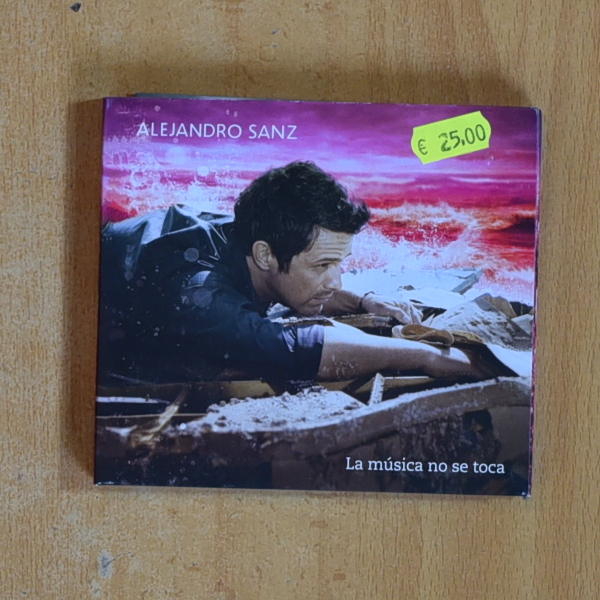 ALEJANDRO SANZ
€ 25.00
La música no se toca